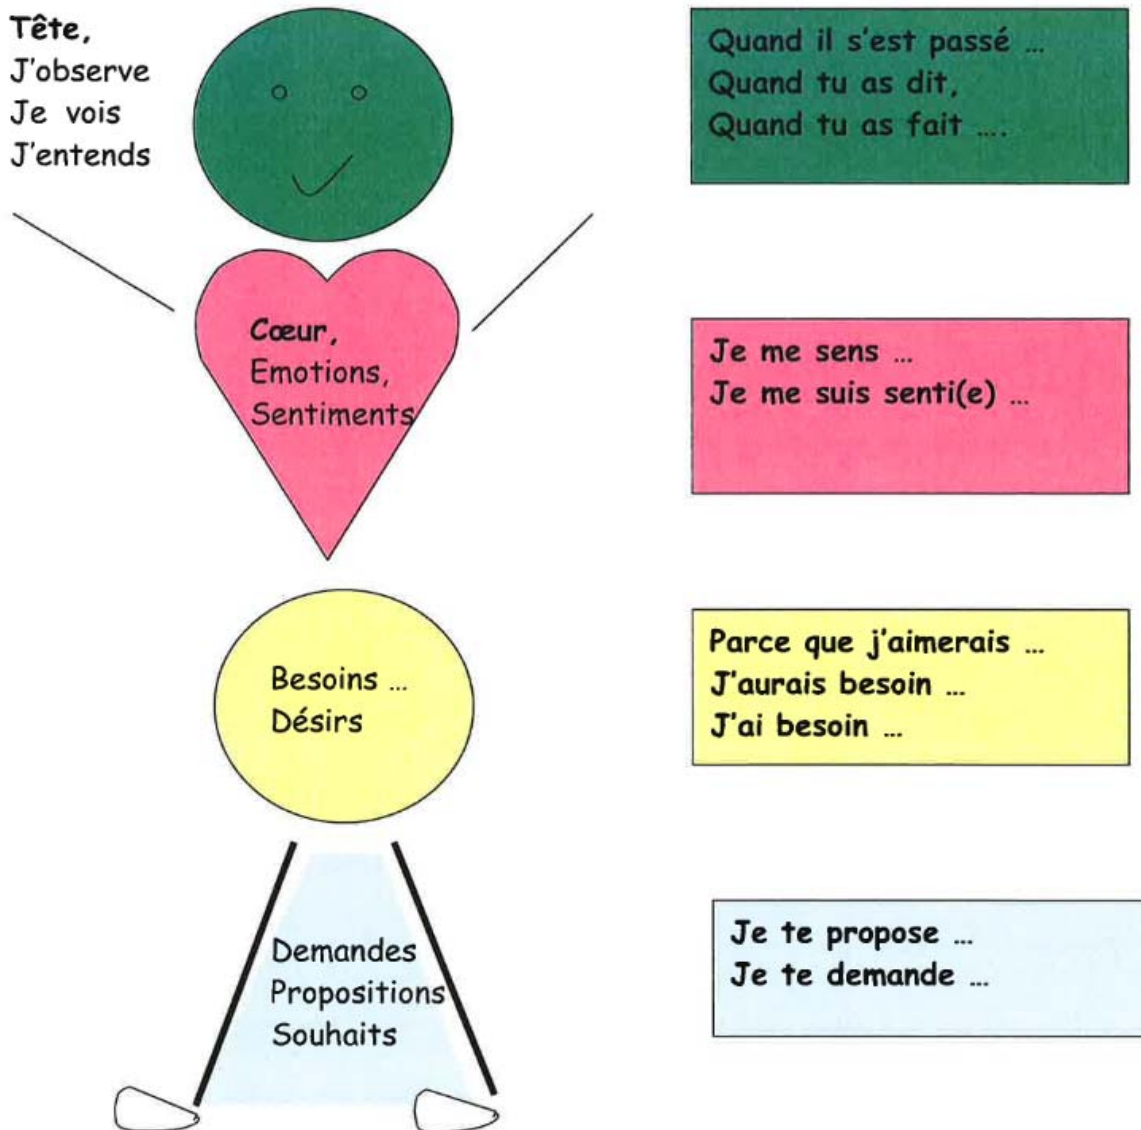 Tête,
J'observe
Je vois
J'entends
Quand il s'est passé ...
Quand tu as dit,
Quand tu as fait ....
Cœur,
Emotions,
Sentiments
Je me sens ...
Je me suis senti(e) ...
Besoins ...
Désirs
Parce que j'aimerais ...
J'aurais besoin ...
J'ai besoin ...
Demandes
Propositions
Souhaits
Je te propose ...
Je te demande ...